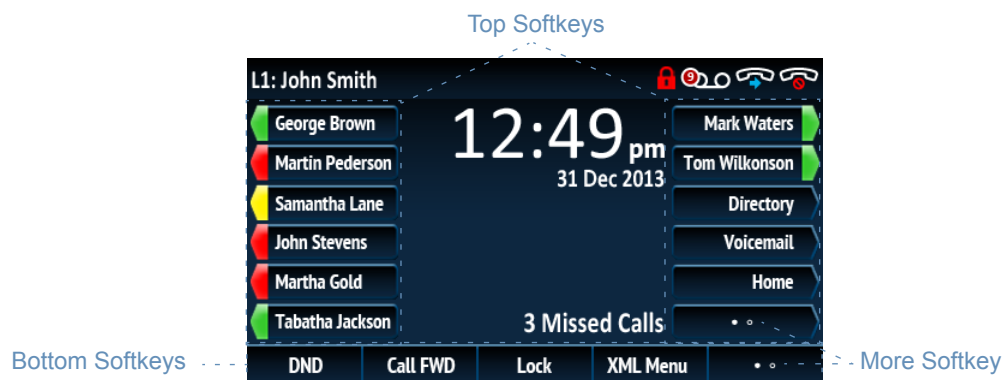 Top Softkeys
L1: John Smith
9
George Brown
Martin Pederson
Samantha Lane
John Stevens
Martha Gold
Tabatha Jackson
12:49 pm
31 Dec 2013
3 Missed Calls
Mark Waters
Tom Wilkonson
Directory
Voicemail
Home
Bottom Softkeys
DND
Call FWD
Lock
XML Menu
More Softkey